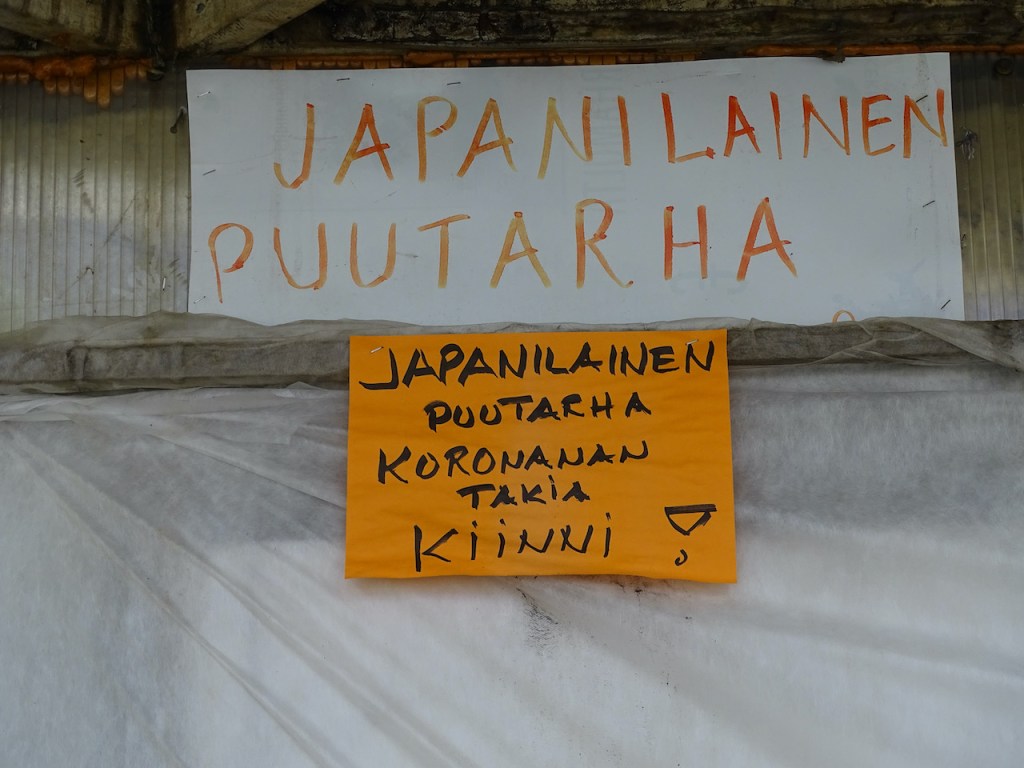 JAPANILAINEN
PUUTARHA
JAPANILAINEN
PUUTARHA
KORONANAN
TAKIA
KIINNI !